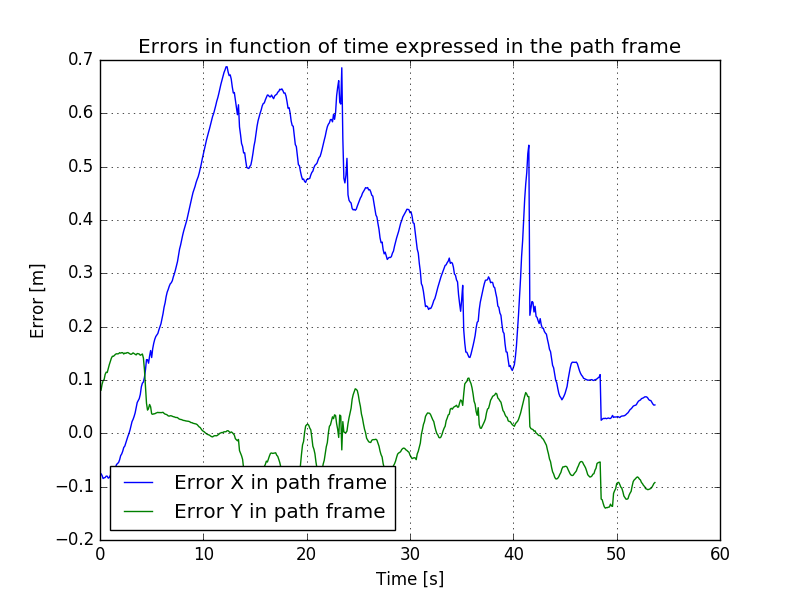 Errors in function of time expressed in the path frame
0.7
0.6
0.5
0.4
0.3
0.2
0.1
0.0
−0.1
−0.2
Error [m]
Error X in path frame
Error Y in path frame
0 10 20 30 40 50 60
Time [s]